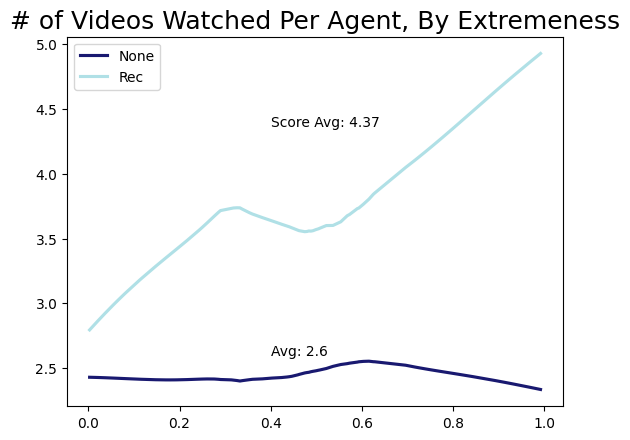 # of Videos Watched Per Agent, By Extremeness
5.0
None
Rec
4.5
Score Avg: 4.37
4.0
3.5
3.0
Avg: 2.6
2.5
0.0 0.2 0.4 0.6 0.8 1.0